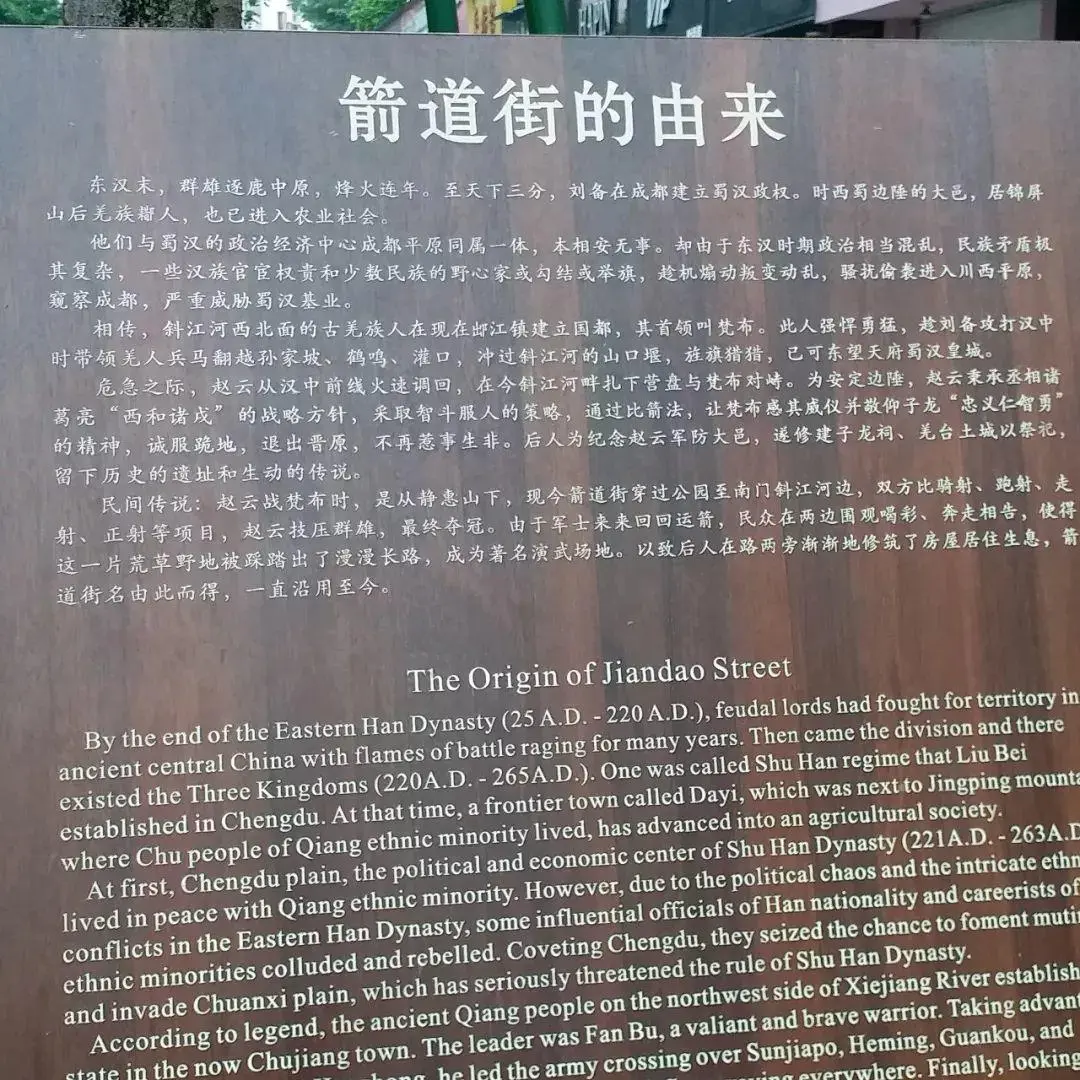 箭道街的由来
东汉末，群雄逐鹿中原，烽火连年。至天下三分，刘备在成都建立蜀汉政权。时西蜀边陲的大邑，居锦屏
山后羌族人，也已进入农业社会。
他们与蜀汉的政治经济中心成都平原同属一体，本相安无事。却由于东汉时期政治相当混乱，民族矛盾极
其复杂，一些汉族官宦权贵和少数民族的野心家或勾结或举旗，趁机煽动叛变动乱，骚扰偷袭进入川西平原，
窥察成都，严重威胁蜀汉基业。
相传，斜江河西北面的古羌族人在现在䢺江镇建立国都，其首领叫梵布。此人强悍勇猛，趁刘备攻打汉中
时带领羌人兵马翻越孙家坡、鹤鸣、灌口，冲过斜江河的山口堰，旌旗猎猎，已可东望天府蜀汉皇城。
危急之际，赵云从汉中前线火速调回，在今斜江河畔扎下营盘与梵布对峙。为安定边陲，赵云秉承丞相诸
葛亮“西和诸戎”的战略方针，采取智斗服人的策略，通过比箭法，让梵布感其威仪并敬仰子龙“忠义仁智勇”
的精神，诚服跪地，退出晋原，不再惹事生非。后人为纪念赵云军防大邑，遂修建子龙祠、羌台土城以祭祀，
留下历史的遗址和生动的传说。
民间传说：赵云战梵布时，是从静惠山下，现今箭道街穿过公园至南门斜江河边，双方比骑射、跑射、走
射、正射等项目，赵云技压群雄，最终夺冠。由于军士来来回回运箭，民众在两边围观喝彩、奔走相告，使得
这一片荒草野地被踩踏出了漫漫长路，成为著名演武场地。以致后人在路两旁渐渐地修筑了房屋居住生息，箭
道街名由此而得，一直沿用至今。
The Origin of Jiandao Street
By the end of the Eastern Han Dynasty (25 A.D. - 220 A.D.), feudal lords had fought for territory in
ancient central China with flames of battle raging for many years. Then came the division and there
existed the Three Kingdoms (220A.D. - 265A.D.). One was called Shu Han regime that Liu Bei
established in Chengdu. At that time, a frontier town called Dayi, which was next to Jingping
where Chu people of Qiang ethnic minority lived, has advanced into an agricultural society.
At first, Chengdu plain, the political and economic center of Shu Han Dynasty (221A.D. - 263A.D
lived in peace with Qiang ethnic minority. However, due to the political chaos and the intricate
conflicts in the Eastern Han Dynasty, some influential officials of Han nationality and careerists of
ethnic minorities colluded and rebelled. Coveting Chengdu, they seized the chance to foment
and invade Chuanxi plain, which has seriously threatened the rule of Shu Han Dynasty.
According to legend, the ancient Qiang people on the northwest side of Xiejiang River
state in the now Chujiang town. The leader was Fan Bu, a valiant and brave warrior. Taking
he led the army crossing over Sunjiapo, Heming, Guankou, and
everywhere. Finally, looking